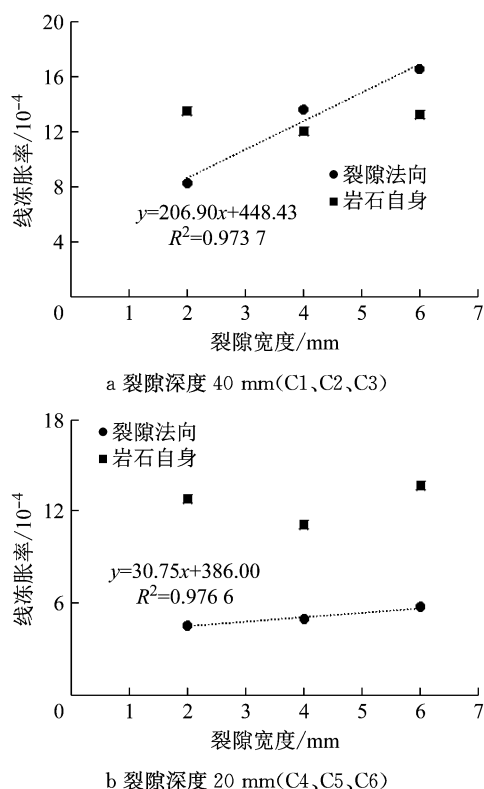 20
16
12
8
4
0
线冻胀率/10⁻⁴
裂隙法向
岩石自身
y=206.90x+448.43
R²=0.973 7
1 2 3 4 5 6 7
裂隙宽度/mm
a 裂隙深度 40 mm(C1、C2、C3)
18
12
6
0
线冻胀率/10⁻⁴
裂隙法向
岩石自身
y=30.75x+386.00
R²=0.976 6
1 2 3 4 5 6 7
裂隙宽度/mm
b 裂隙深度 20 mm(C4、C5、C6)